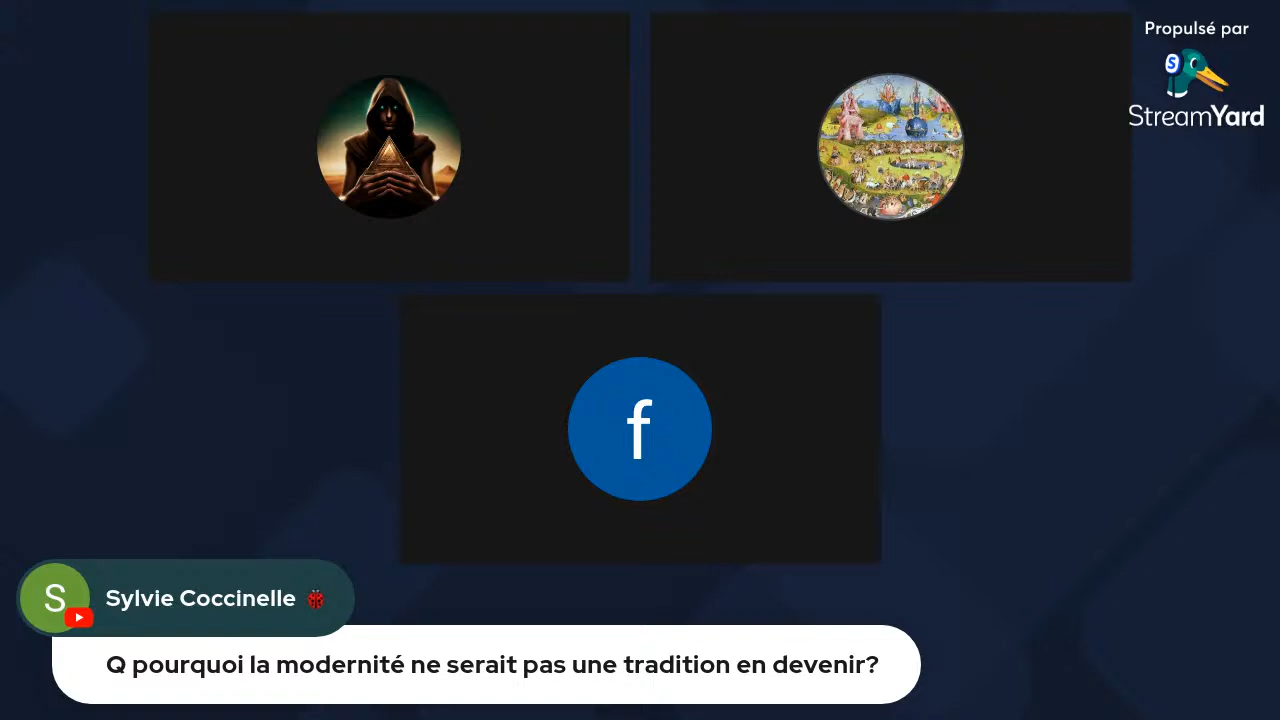 Propulsé par
S
StreamYard
f
S
Sylvie Coccinelle 🐞
Q pourquoi la modernité ne serait pas une tradition en devenir?